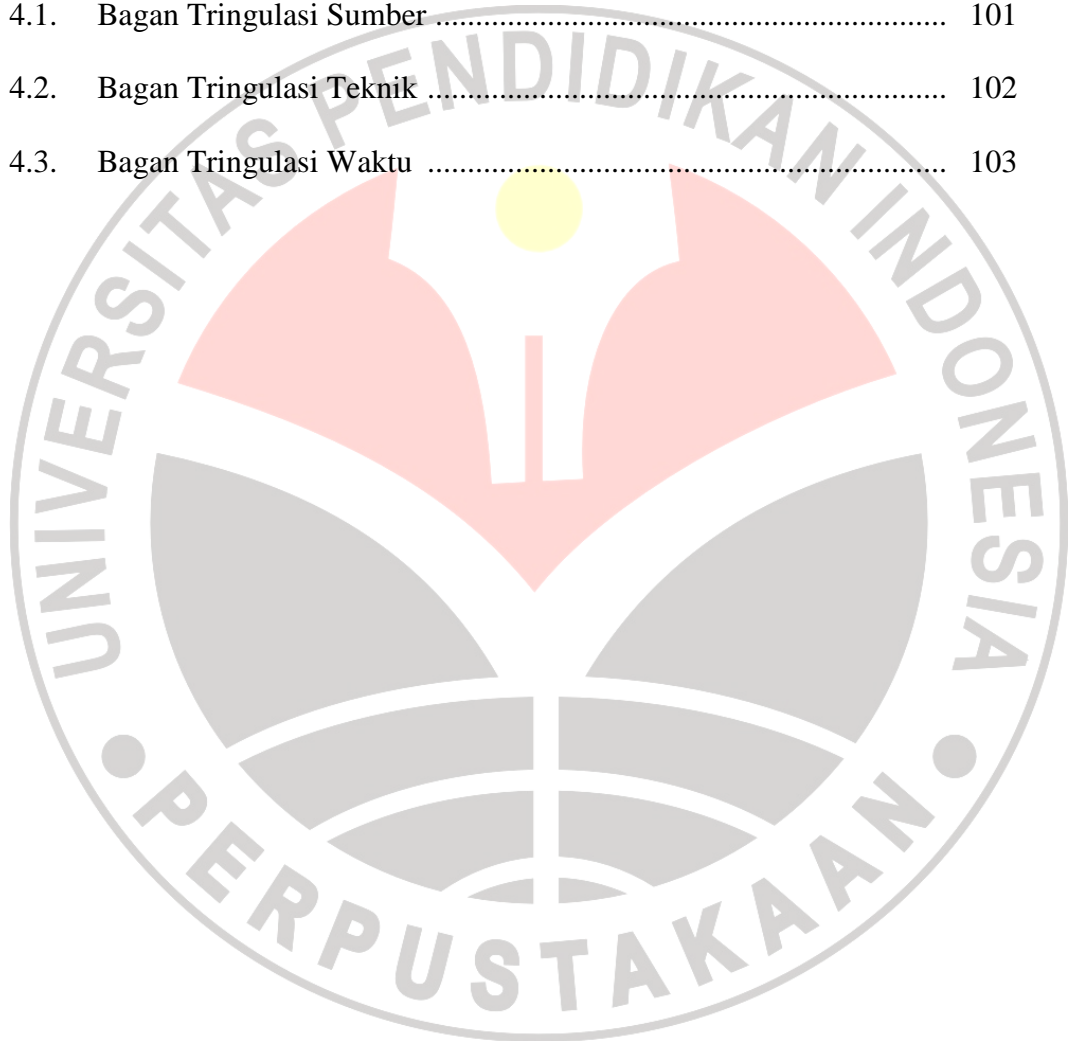 4.1. Bagan Tringulasi Sumber .................................................................. 101
4.2. Bagan Tringulasi Teknik .................................................................. 102
4.3. Bagan Tringulasi Waktu .................................................................. 103
UNIVERSITAS PENDIDIKAN INDONESIA
PERPUSTAKAAN